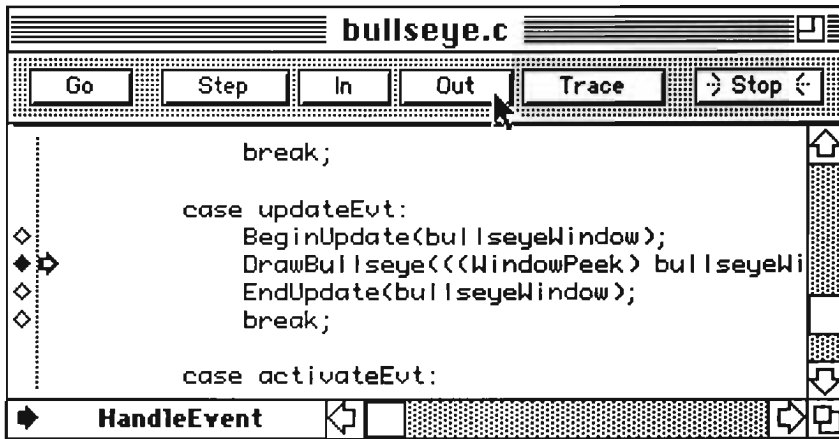 bullseye.c
Go Step In Out Trace Stop
break;
case updateEvt:
BeginUpdate(bullseyeWindow);
DrawBullseye(((WindowPeek) bullseyeWi
EndUpdate(bullseyeWindow);
break;
case activateEvt:
HandleEvent